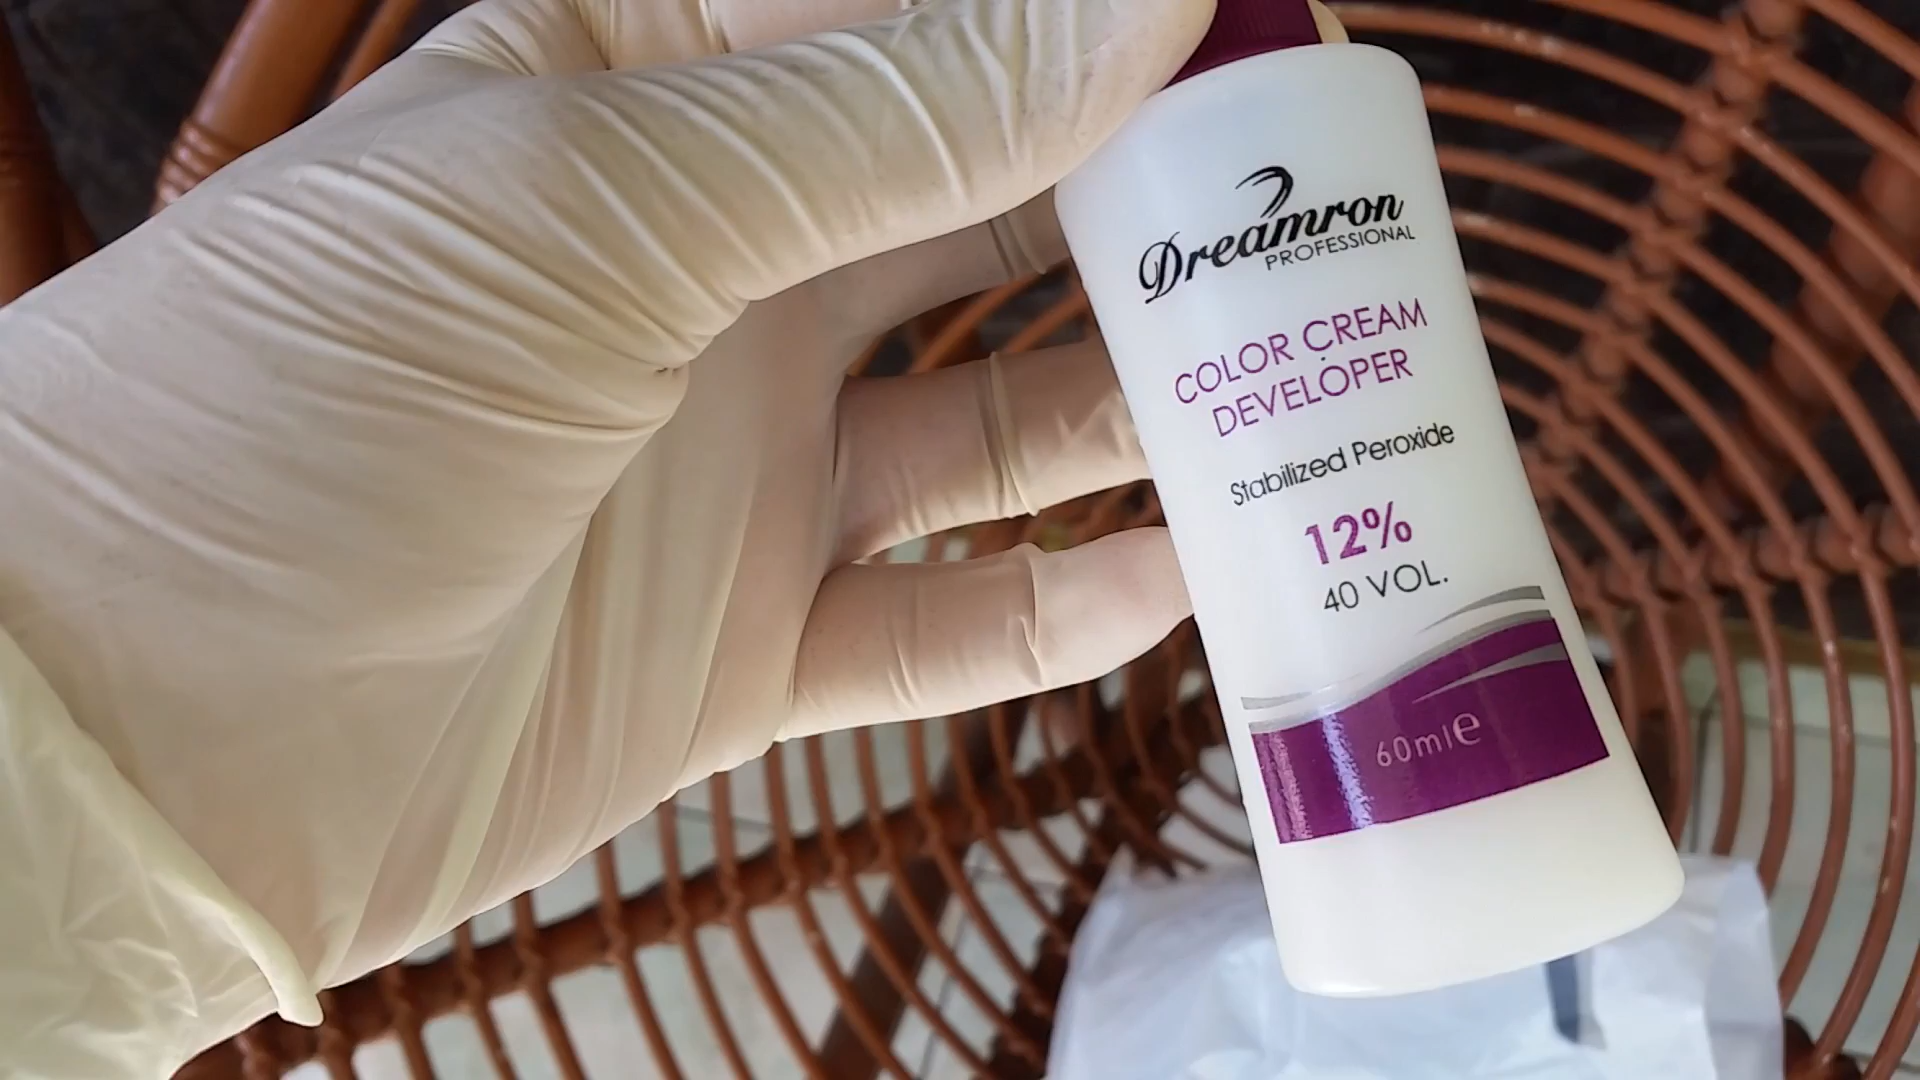 Dreamron
PROFESSIONAL
COLOR CREAM
DEVELOPER
Stabilized Peroxide
12%
40 VOL.
60ml℮